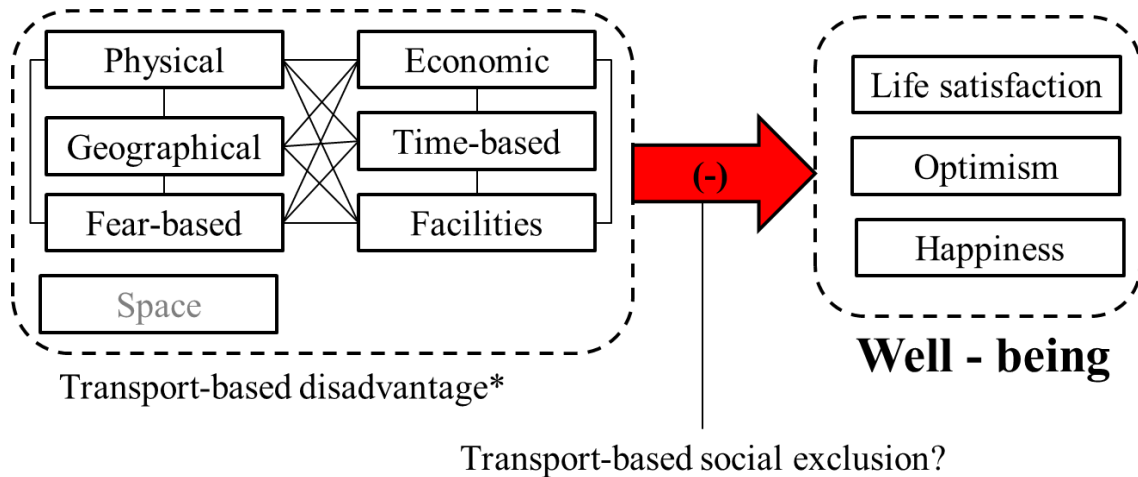 Physical
Economic
Geographical
Time-based
Fear-based
Facilities
Space
Transport-based disadvantage*
(-)
Life satisfaction
Optimism
Happiness
Well - being
Transport-based social exclusion?